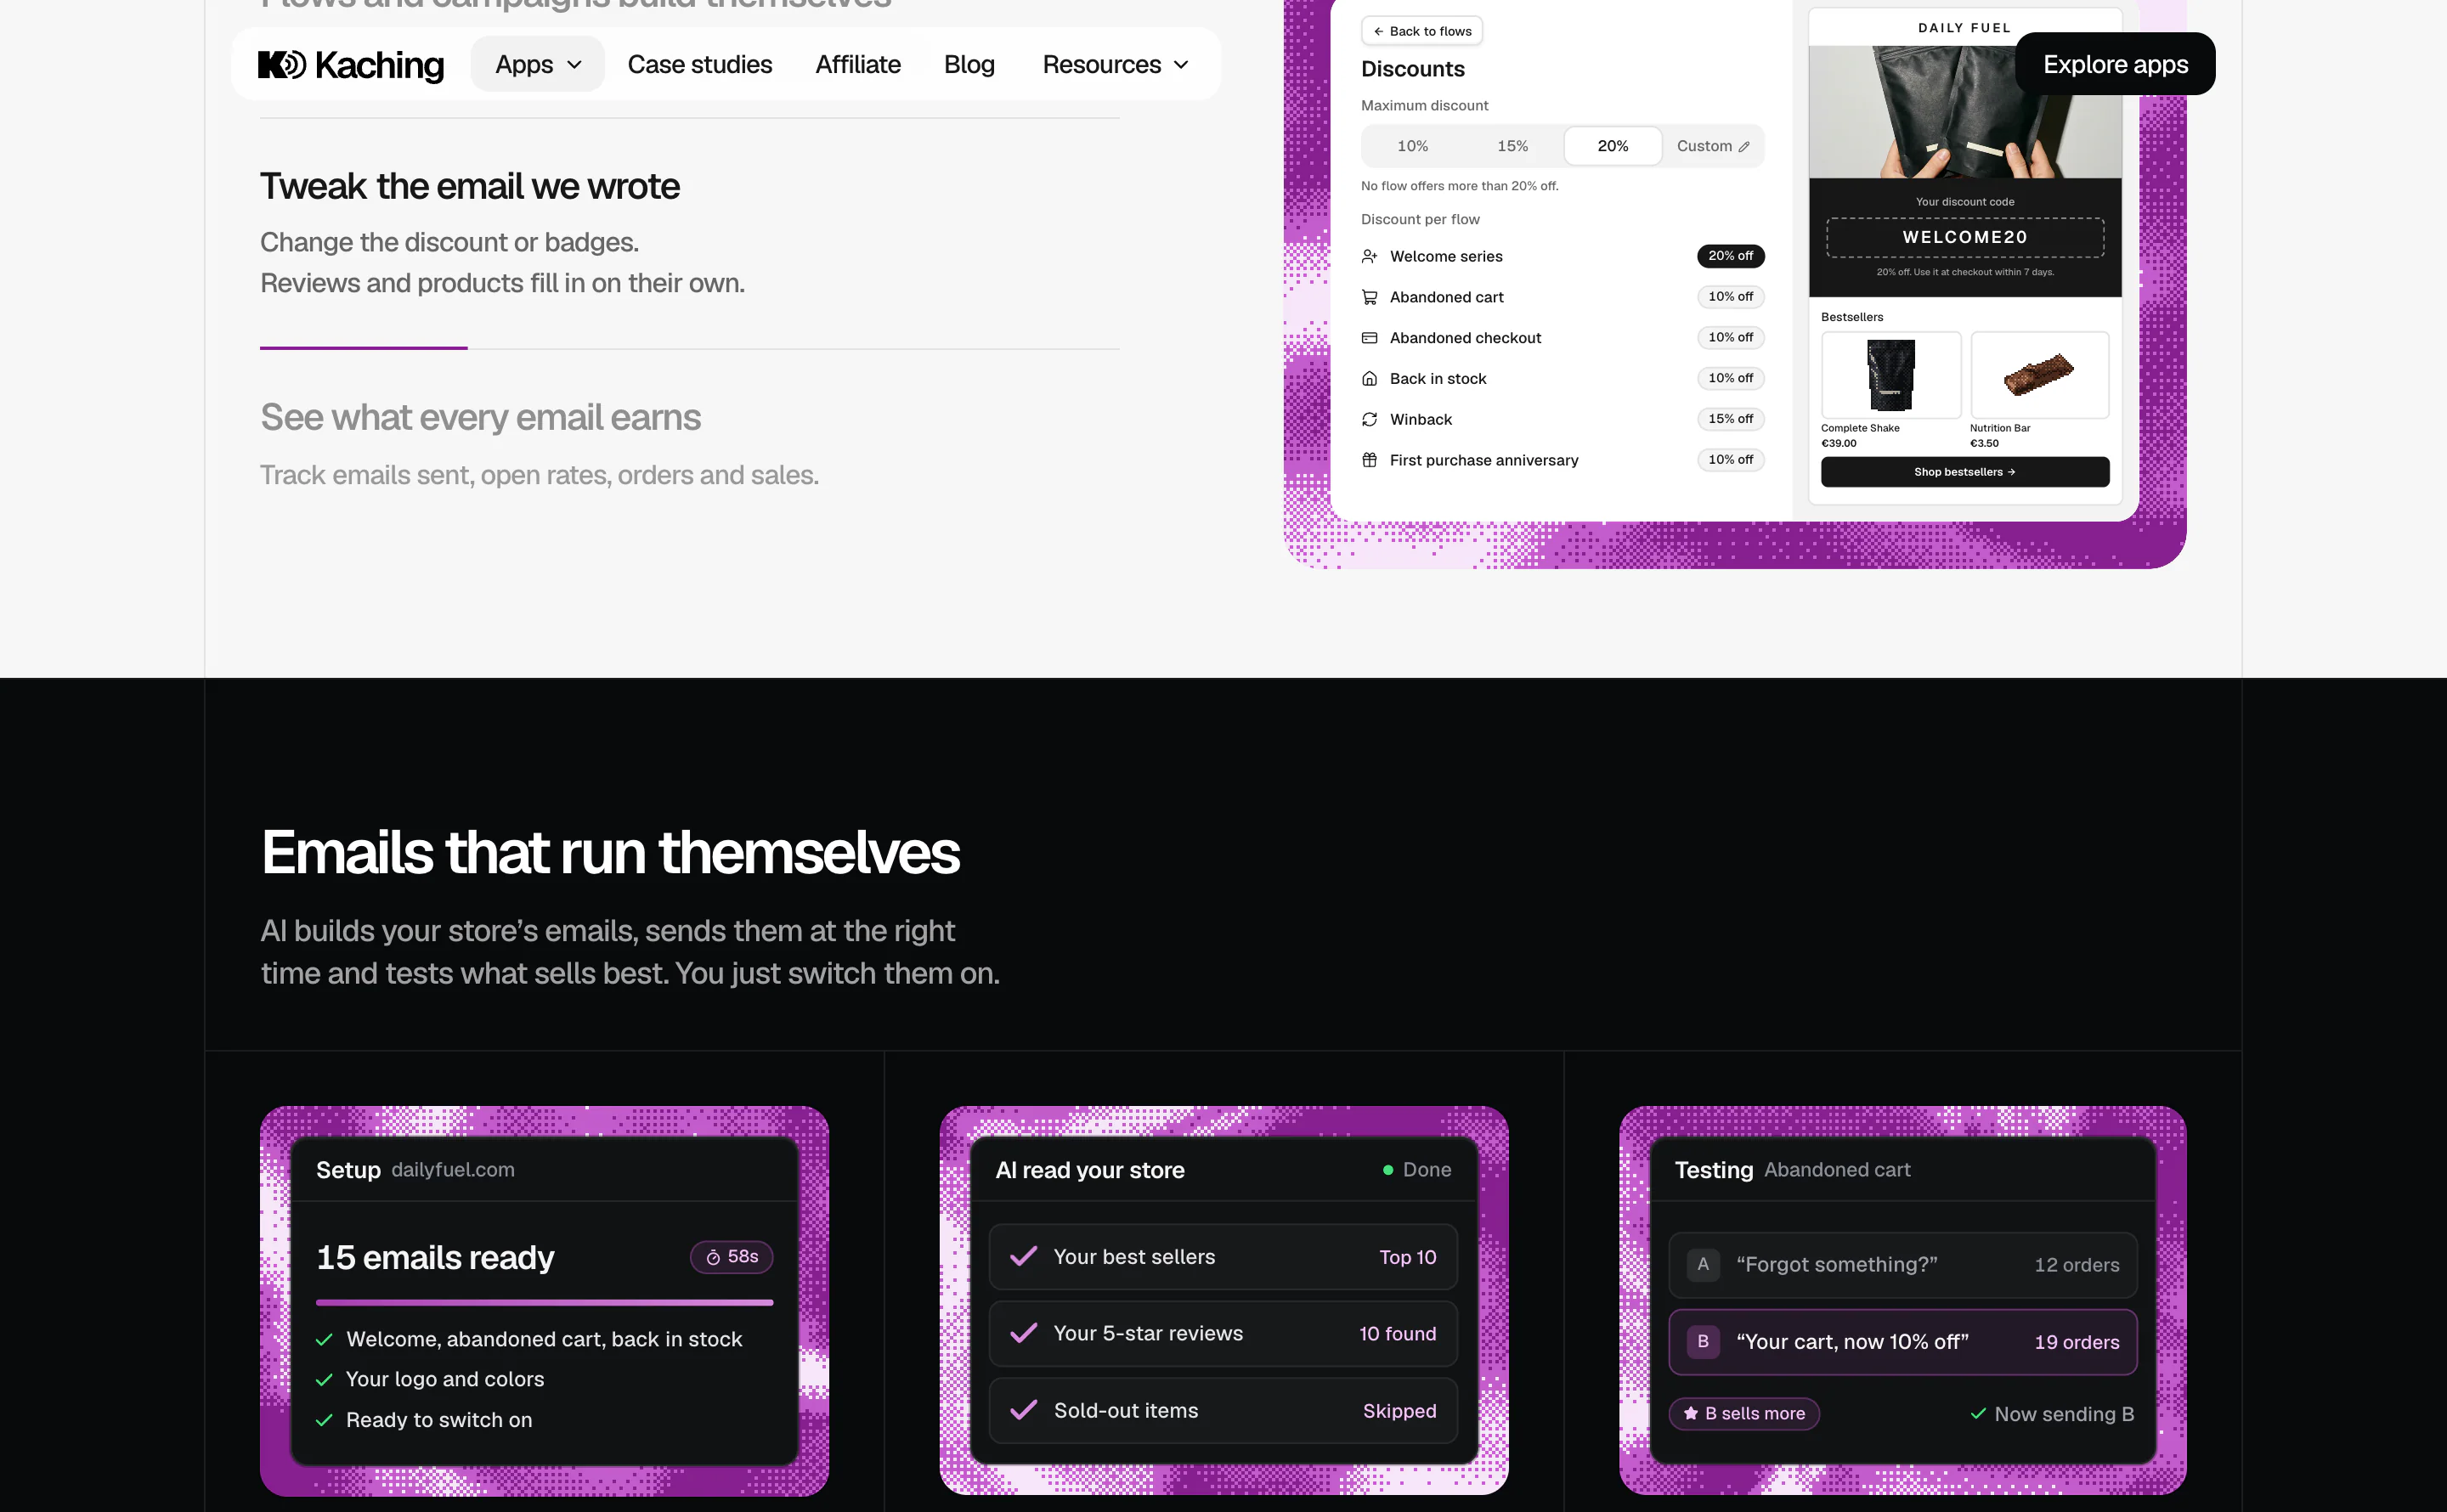 Flows and campaigns build themselves
Kaching
Apps
Case studies
Affiliate
Blog
Resources
Explore apps
Tweak the email we wrote
Change the discount or badges.
Reviews and products fill in on their own.
See what every email earns
Track emails sent, open rates, orders and sales.
← Back to flows
Discounts
Maximum discount
10%
15%
20%
Custom
No flow offers more than 20% off.
Discount per flow
Welcome series
20% off
Abandoned cart
10% off
Abandoned checkout
10% off
Back in stock
10% off
Winback
15% off
First purchase anniversary
10% off
DAILY FUEL
Your discount code
WELCOME20
20% off. Use it at checkout within 7 days.
Bestsellers
Complete Shake
€39.00
Nutrition Bar
€3.50
Shop bestsellers →
Emails that run themselves
AI builds your store’s emails, sends them at the right
time and tests what sells best. You just switch them on.
Setup dailyfuel.com
15 emails ready
58s
Welcome, abandoned cart, back in stock
Your logo and colors
Ready to switch on
AI read your store
Done
Your best sellers
Top 10
Your 5-star reviews
10 found
Sold-out items
Skipped
Testing Abandoned cart
A “Forgot something?” 12 orders
B “Your cart, now 10% off” 19 orders
B sells more
Now sending B